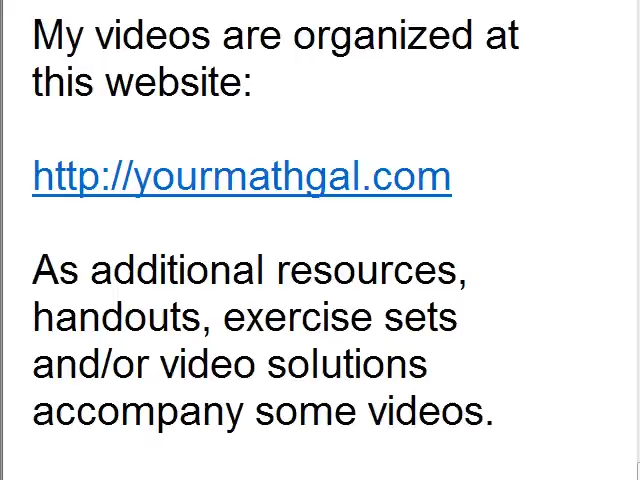 My videos are organized at
this website:
http://yourmathgal.com
As additional resources,
handouts, exercise sets
and/or video solutions
accompany some videos.